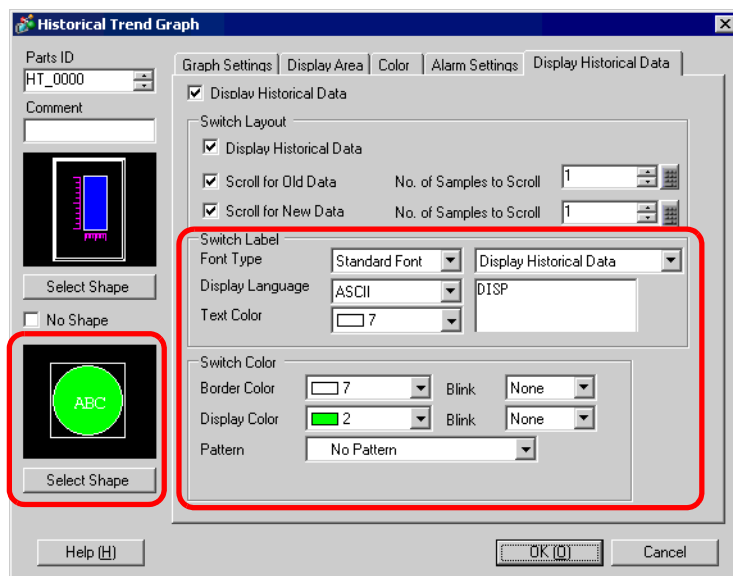 Historical Trend Graph
Parts ID
HT_0000
Comment
Select Shape
No Shape
ABC
Select Shape
Graph Settings Display Area Color Alarm Settings Display Historical Data
Display Historical Data
Switch Layout
Display Historical Data
Scroll for Old Data No. of Samples to Scroll 1
Scroll for New Data No. of Samples to Scroll 1
Switch Label
Font Type Standard Font Display Historical Data
Display Language ASCII DISP
Text Color 7
Switch Color
Border Color 7 Blink None
Display Color 2 Blink None
Pattern No Pattern
Help (H) OK (O) Cancel